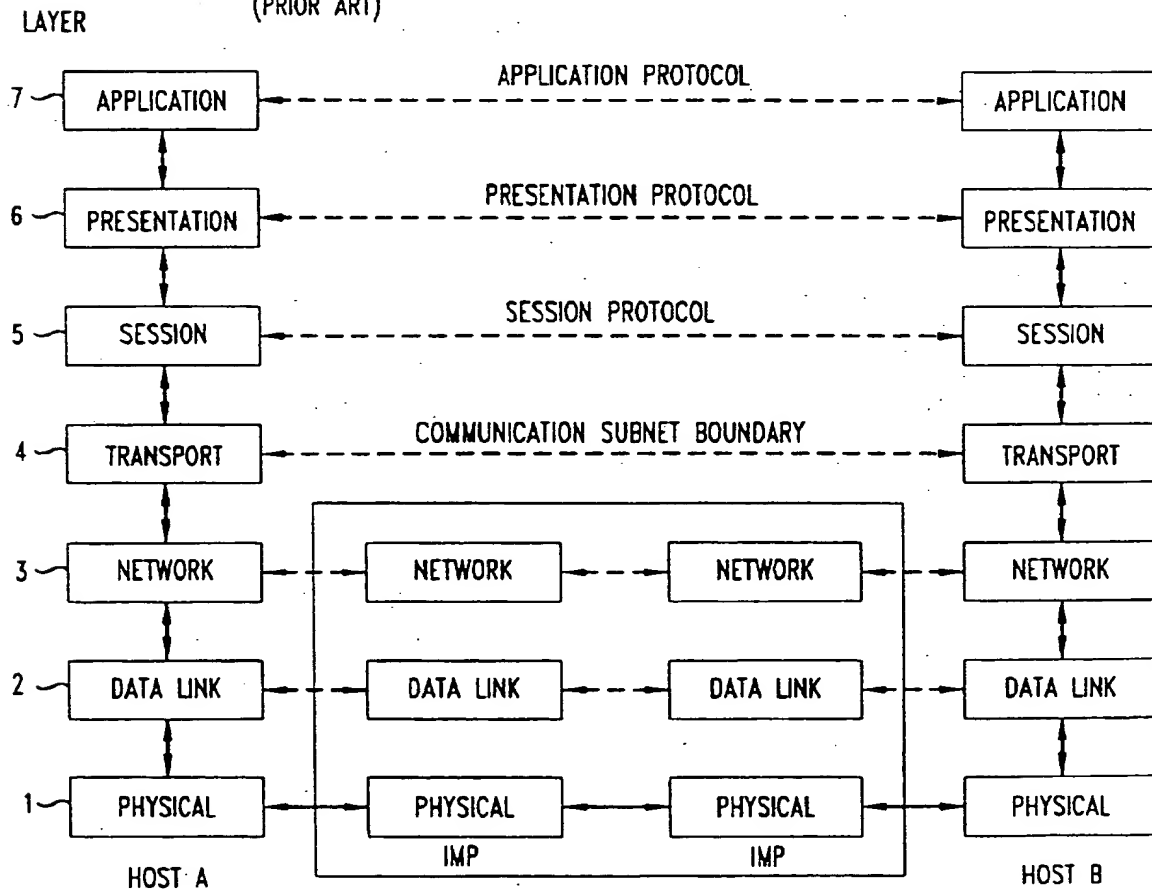 (PRIOR ART)
LAYER
APPLICATION PROTOCOL
7 APPLICATION APPLICATION
PRESENTATION PROTOCOL
6 PRESENTATION PRESENTATION
SESSION PROTOCOL
5 SESSION SESSION
COMMUNICATION SUBNET BOUNDARY
4 TRANSPORT TRANSPORT
3 NETWORK NETWORK NETWORK NETWORK
2 DATA LINK DATA LINK DATA LINK DATA LINK
1 PHYSICAL PHYSICAL PHYSICAL PHYSICAL
IMP IMP
HOST A HOST B